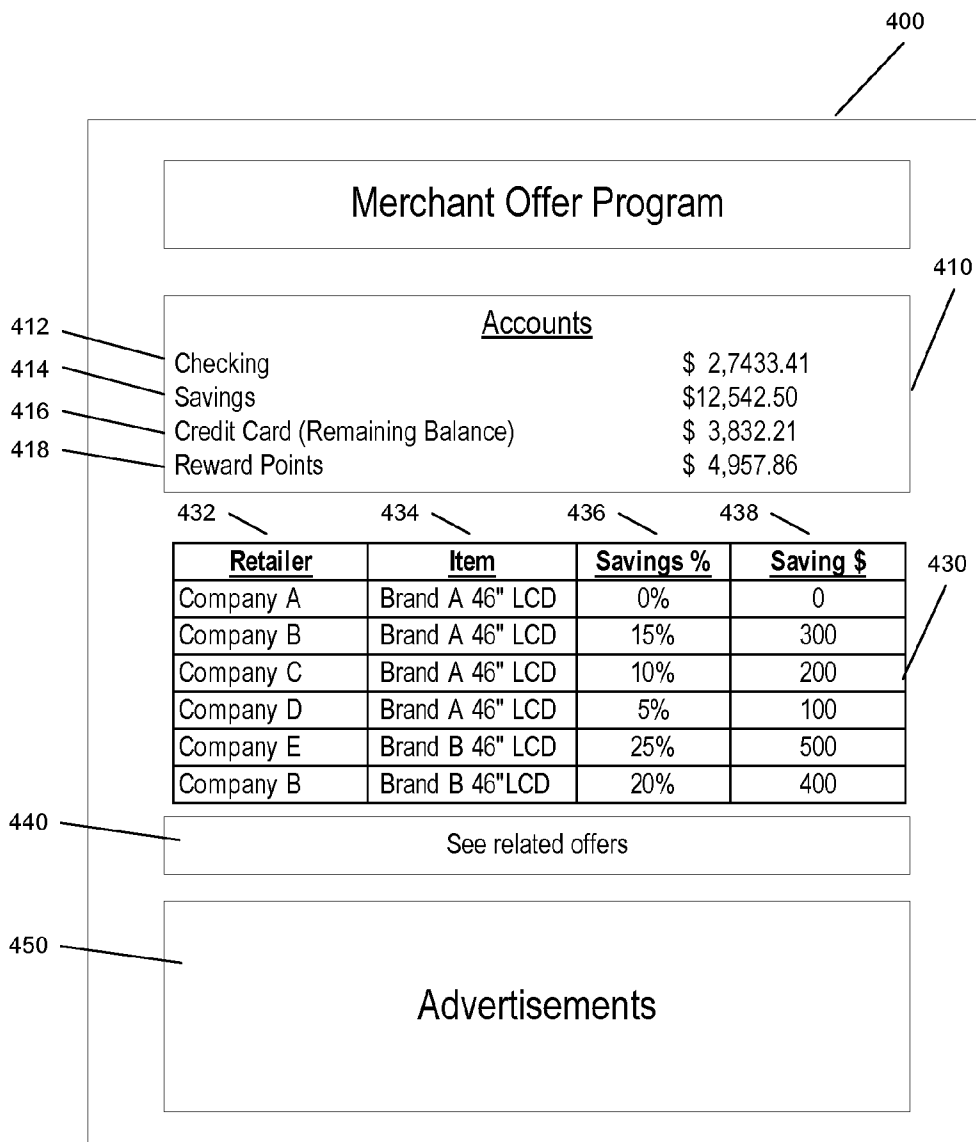 400
Merchant Offer Program
410
Accounts
412 Checking $ 2,7433.41
414 Savings $12,542.50
416 Credit Card (Remaining Balance) $ 3,832.21
418 Reward Points $ 4,957.86
432 434 436 438
Retailer Item Savings % Saving $
430
Company A Brand A 46" LCD 0% 0
Company B Brand A 46" LCD 15% 300
Company C Brand A 46" LCD 10% 200
Company D Brand A 46" LCD 5% 100
Company E Brand B 46" LCD 25% 500
Company B Brand B 46"LCD 20% 400
440
See related offers
450
Advertisements